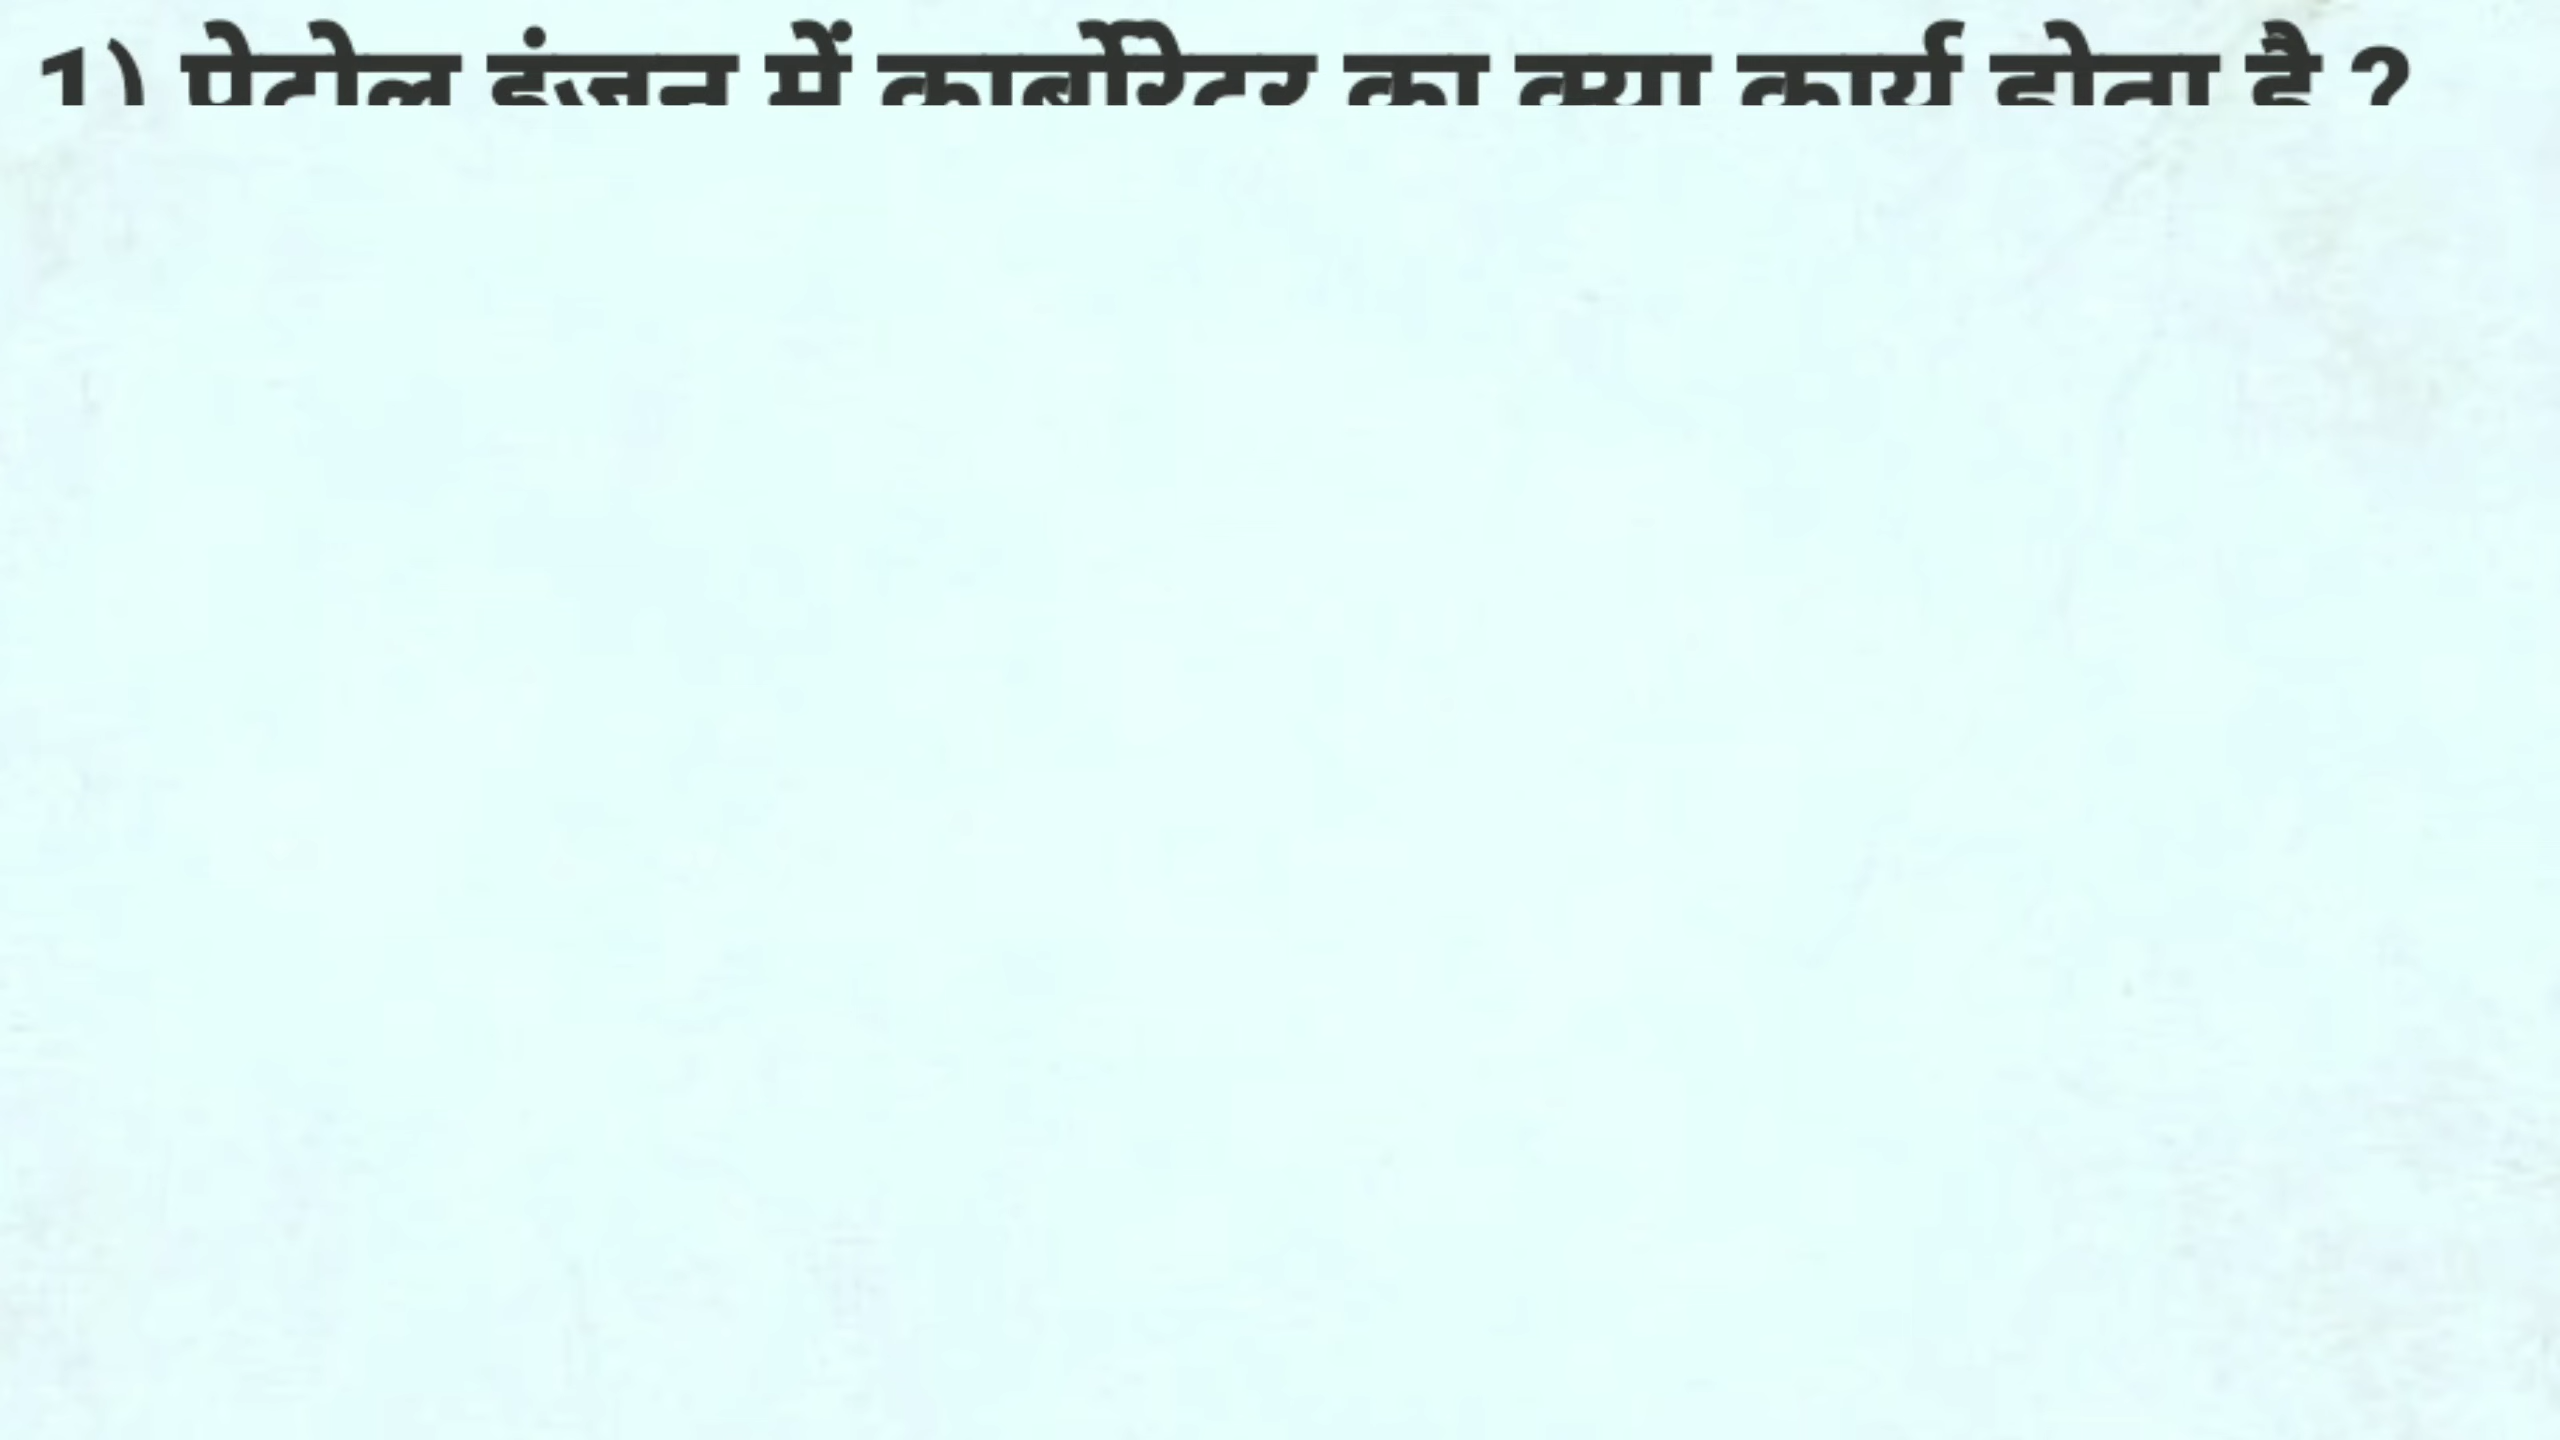 1) पेट्रोल इंजन में कार्बोरेटर का क्या कार्य होता है ?